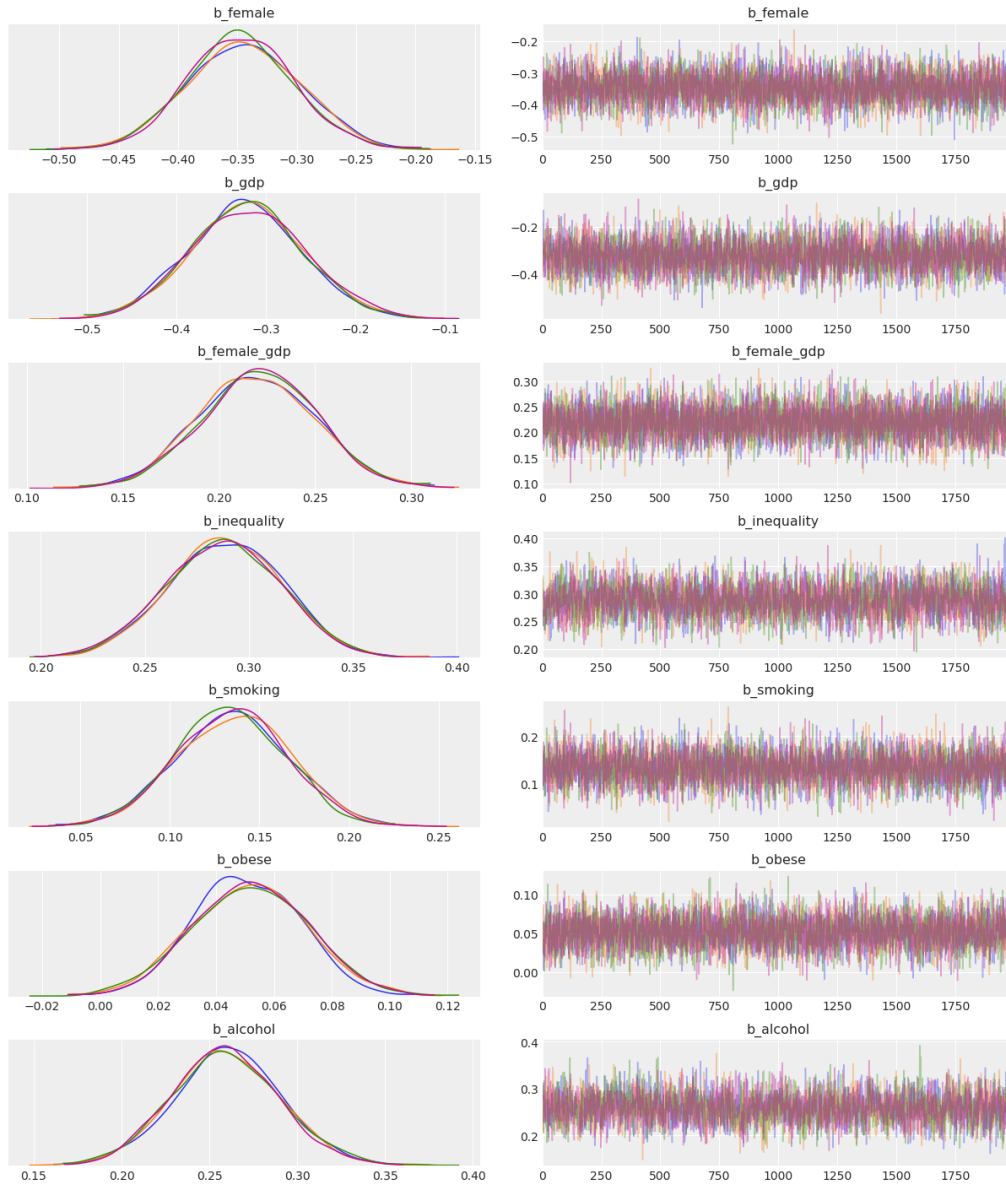 b_female b_female
−0.50 −0.45 −0.40 −0.35 −0.30 −0.25 −0.20 −0.15
−0.2
−0.3
−0.4
−0.5
0 250 500 750 1000 1250 1500 1750
b_gdp b_gdp
−0.5 −0.4 −0.3 −0.2 −0.1
−0.2
−0.4
0 250 500 750 1000 1250 1500 1750
b_female_gdp b_female_gdp
0.10 0.15 0.20 0.25 0.30
0.30
0.25
0.20
0.15
0.10
0 250 500 750 1000 1250 1500 1750
b_inequality b_inequality
0.20 0.25 0.30 0.35 0.40
0.40
0.35
0.30
0.25
0.20
0 250 500 750 1000 1250 1500 1750
b_smoking b_smoking
0.05 0.10 0.15 0.20 0.25
0.2
0.1
0 250 500 750 1000 1250 1500 1750
b_obese b_obese
−0.02 0.00 0.02 0.04 0.06 0.08 0.10 0.12
0.10
0.05
0.00
0 250 500 750 1000 1250 1500 1750
b_alcohol b_alcohol
0.15 0.20 0.25 0.30 0.35 0.40
0.4
0.3
0.2
0 250 500 750 1000 1250 1500 1750